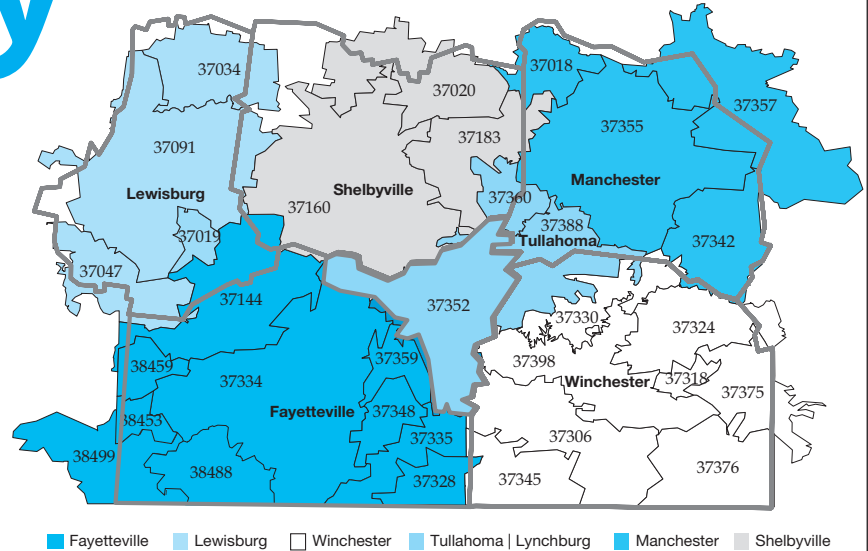 y
37034
37018
37020
37357
37355
37183
37091
Manchester
Lewisburg
Shelbyville
37360
37160
37388
37019
Tullahoma
37342
37047
37144
37352
37330
37324
37359
37398
38459
37334
Winchester
37318
37375
Fayetteville
37348
38453
37335
37306
38499
38488
37328
37345
37376
Fayetteville
Lewisburg
Winchester
Tullahoma | Lynchburg
Manchester
Shelbyville